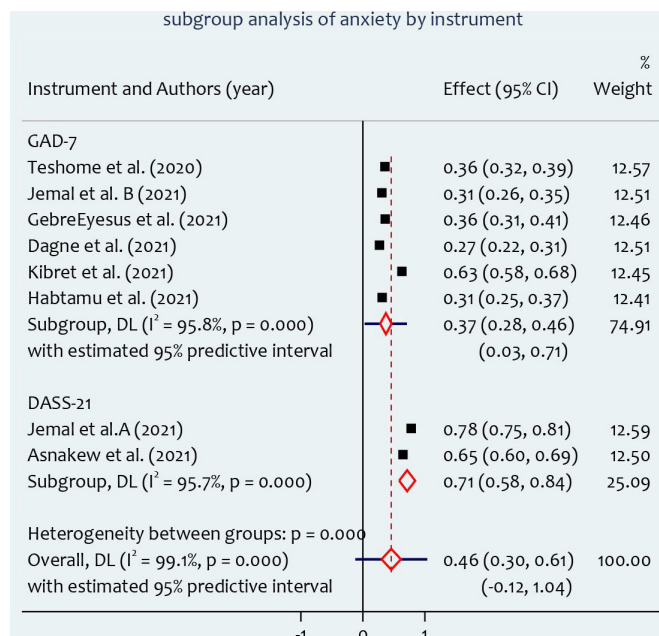 subgroup analysis of anxiety by instrument
%
Instrument and Authors (year) Effect (95% CI) Weight
GAD-7
Teshome et al. (2020) 0.36 (0.32, 0.39) 12.57
Jemal et al. B (2021) 0.31 (0.26, 0.35) 12.51
GebreEyesus et al. (2021) 0.36 (0.31, 0.41) 12.46
Dagne et al. (2021) 0.27 (0.22, 0.31) 12.51
Kibret et al. (2021) 0.63 (0.58, 0.68) 12.45
Habtamu et al. (2021) 0.31 (0.25, 0.37) 12.41
Subgroup, DL (I² = 95.8%, p = 0.000) 0.37 (0.28, 0.46) 74.91
with estimated 95% predictive interval (0.03, 0.71)
DASS-21
Jemal et al.A (2021) 0.78 (0.75, 0.81) 12.59
Asnakew et al. (2021) 0.65 (0.60, 0.69) 12.50
Subgroup, DL (I² = 95.7%, p = 0.000) 0.71 (0.58, 0.84) 25.09
Heterogeneity between groups: p = 0.000
Overall, DL (I² = 99.1%, p = 0.000) 0.46 (0.30, 0.61) 100.00
with estimated 95% predictive interval (-0.12, 1.04)
-1 0 1